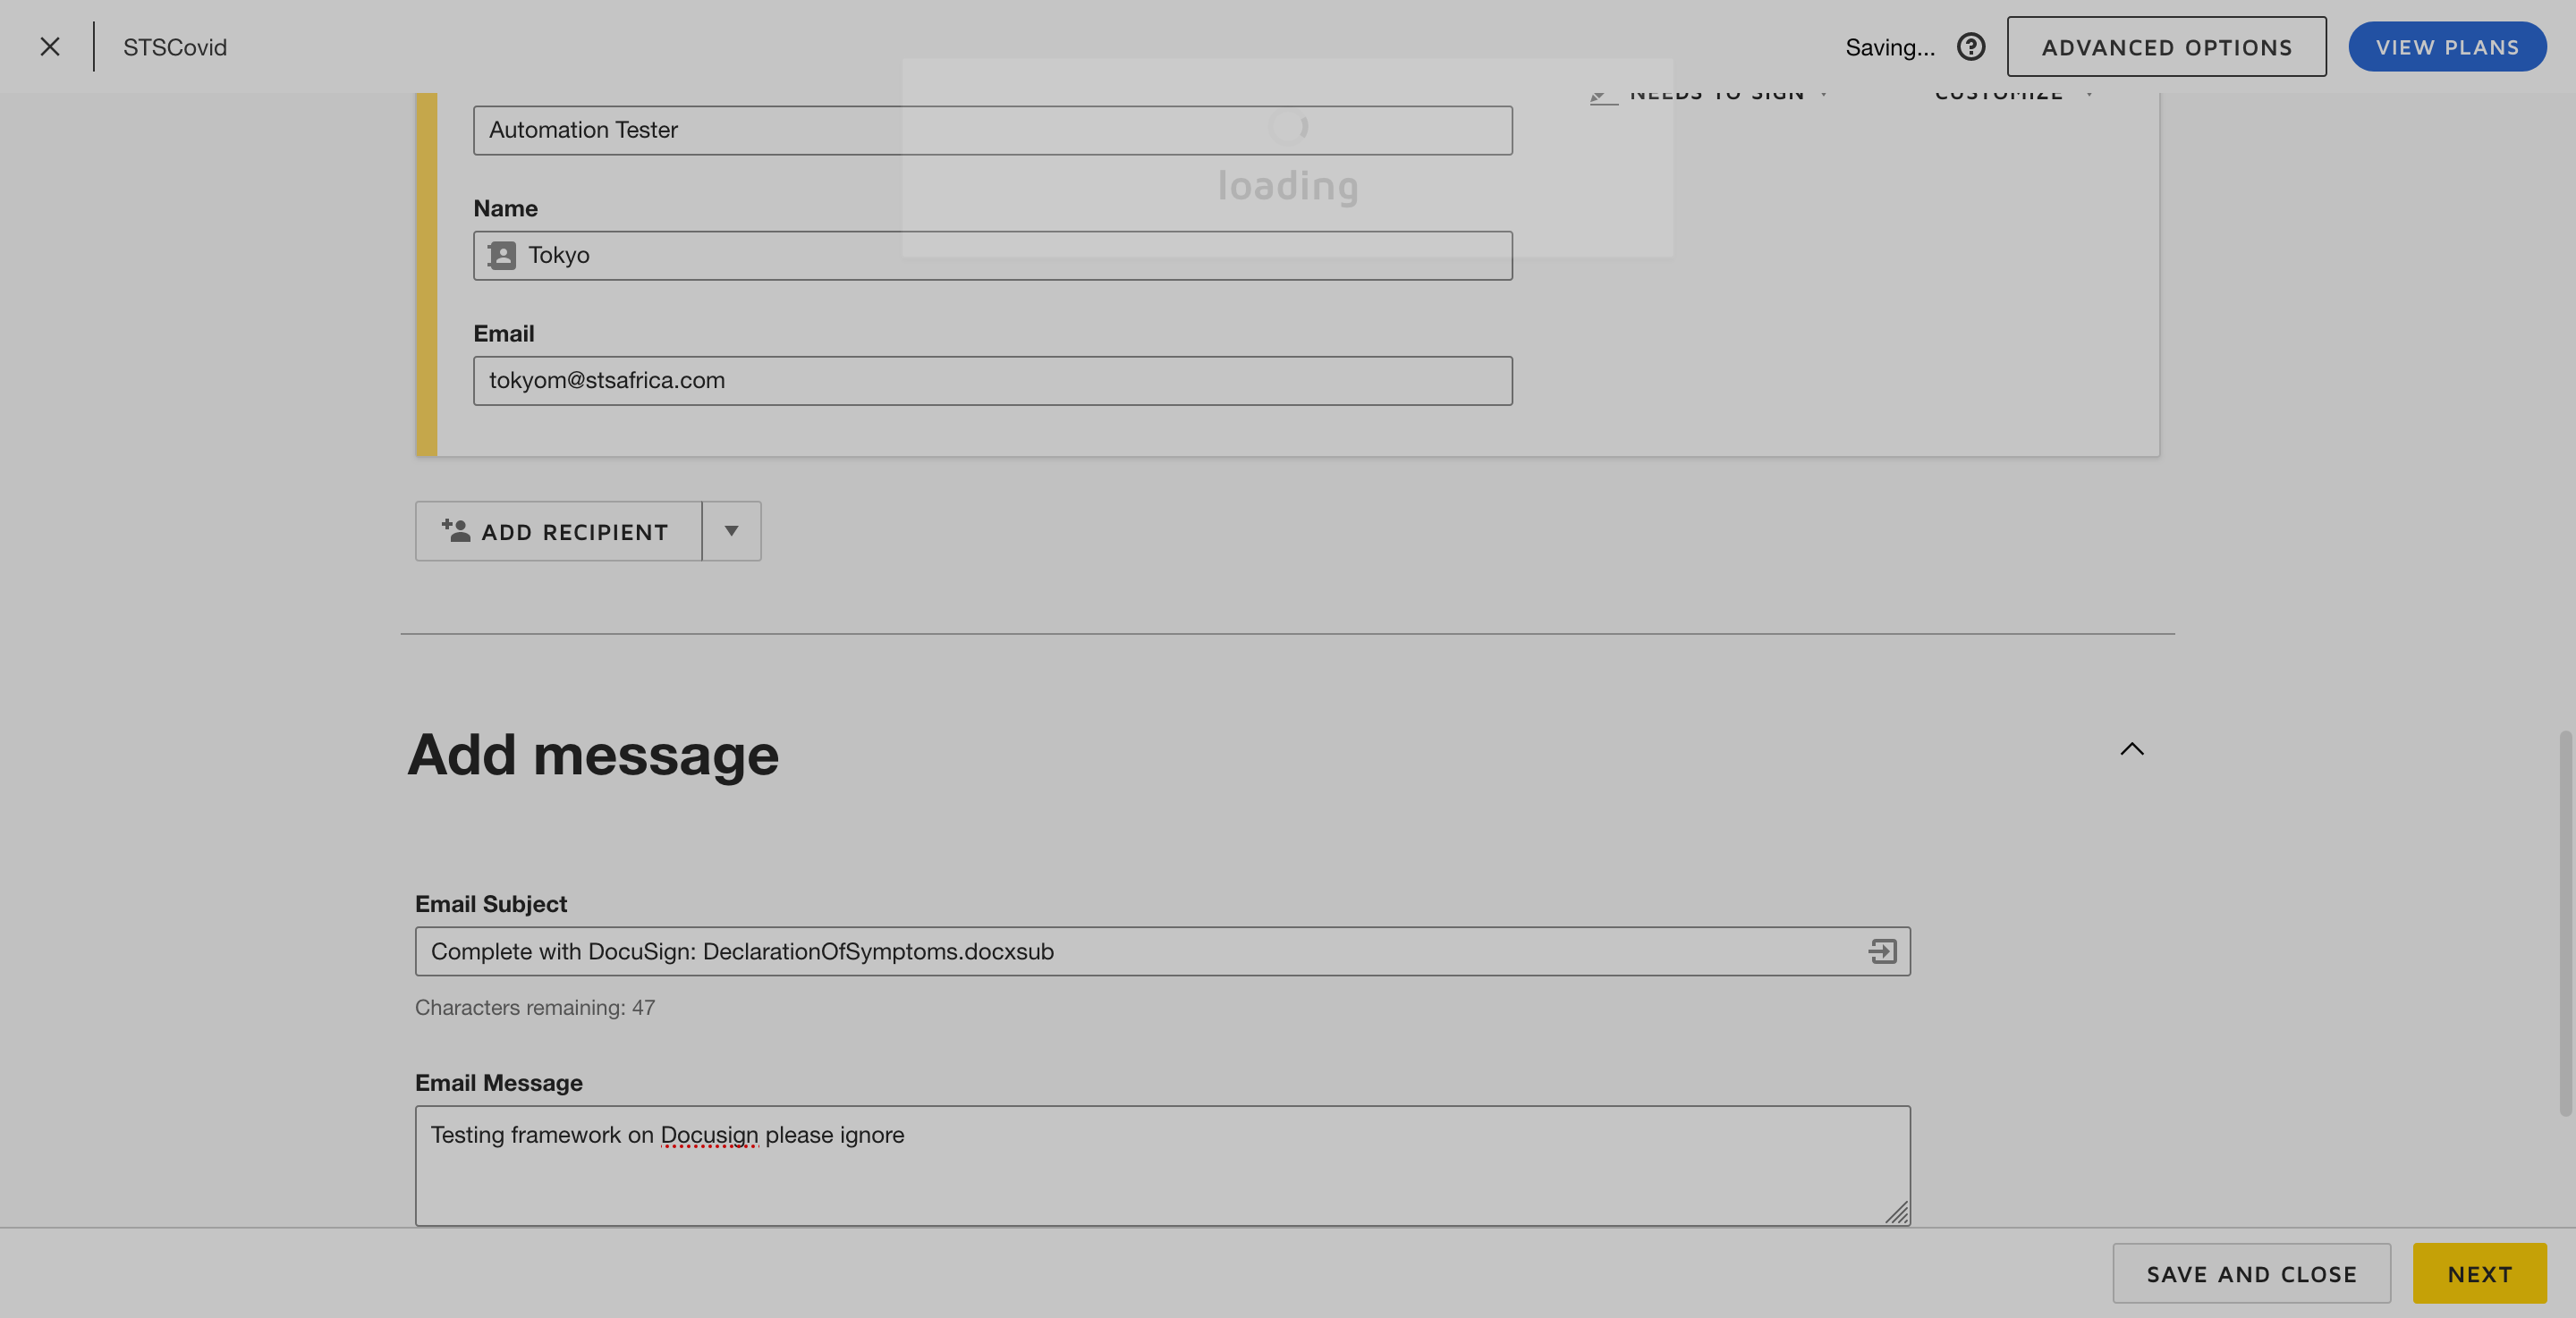 STSCovid
Saving...
ADVANCED OPTIONS
VIEW PLANS
NEEDS TO SIGN
CUSTOMIZE
Automation Tester
loading
Name
Tokyo
Email
tokyom@stsafrica.com
ADD RECIPIENT
Add message
Email Subject
Complete with DocuSign: DeclarationOfSymptoms.docxsub
Characters remaining: 47
Email Message
Testing framework on Docusign please ignore
SAVE AND CLOSE
NEXT